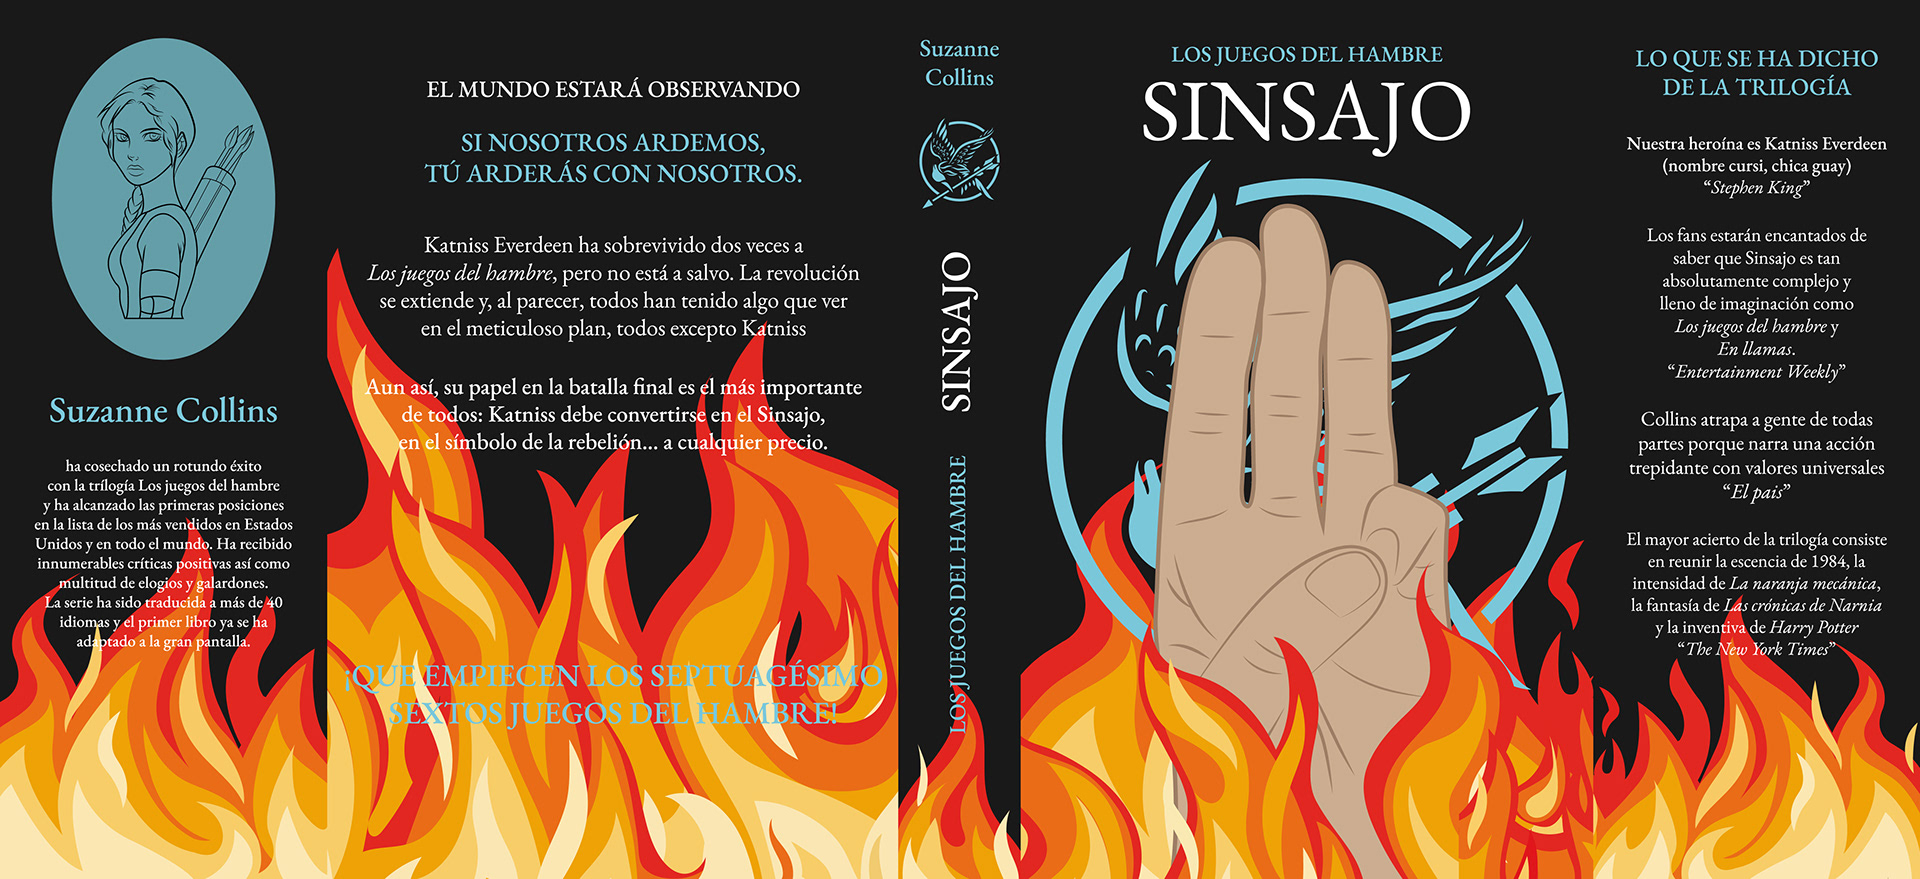 Suzanne Collins
ha cosechado un rotundo éxito
con la trílogía Los juegos del hambre
y ha alcanzado las primeras posiciones
en la lista de los más vendidos en Estados
Unidos y en todo el mundo. Ha recibido
innumerables críticas positivas así como
multitud de elogios y galardones.
La serie ha sido traducida a más de 40
idiomas y el primer libro ya se ha
adaptado a la gran pantalla.
EL MUNDO ESTARÁ OBSERVANDO
SI NOSOTROS ARDEMOS,
TÚ ARDERÁS CON NOSOTROS.
Katniss Everdeen ha sobrevivido dos veces a
Los juegos del hambre, pero no está a salvo. La revolución
se extiende y, al parecer, todos han tenido algo que ver
en el meticuloso plan, todos excepto Katniss
Aun así, su papel en la batalla final es el más importante
de todos: Katniss debe convertirse en el Sinsajo,
en el símbolo de la rebelión... a cualquier precio.
¡QUE EMPIECEN LOS SEPTUAGÉSIMO
SEXTOS JUEGOS DEL HAMBRE!
Suzanne
Collins
SINSAJO
LOS JUEGOS DEL HAMBRE
LOS JUEGOS DEL HAMBRE
SINSAJO
LO QUE SE HA DICHO
DE LA TRILOGÍA
Nuestra heroína es Katniss Everdeen
(nombre cursi, chica guay)
“Stephen King”
Los fans estarán encantados de
saber que Sinsajo es tan
absolutamente complejo y
lleno de imaginación como
Los juegos del hambre y
En llamas.
“Entertainment Weekly”
Collins atrapa a gente de todas
partes porque narra una acción
trepidante con valores universales
“El pais”
El mayor acierto de la trilogía consiste
en reunir la escencia de 1984, la
intensidad de La naranja mecánica,
la fantasía de Las crónicas de Narnia
y la inventiva de Harry Potter
“The New York Times”